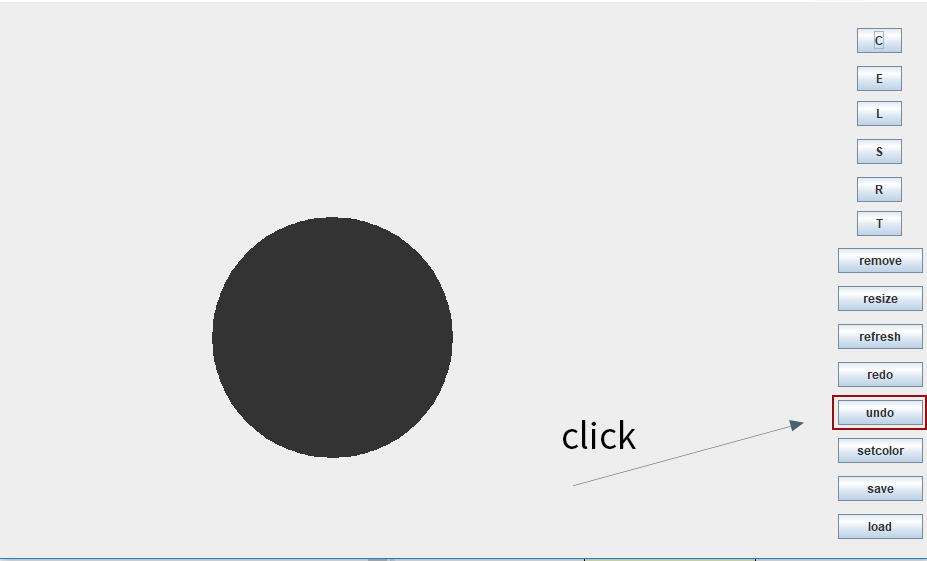 C
E
L
S
R
T
remove
resize
refresh
redo
undo
click
setcolor
save
load